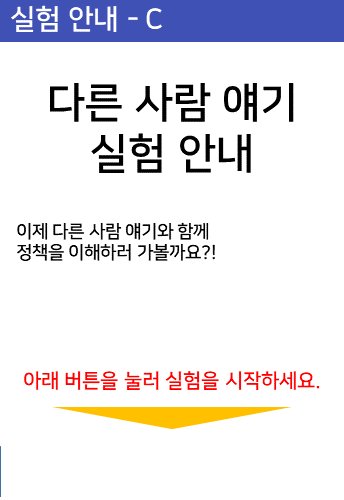 실험 안내 - C
다른 사람 얘기
실험 안내
이제 다른 사람 얘기와 함께
정책을 이해하러 가볼까요?!
아래 버튼을 눌러 실험을 시작하세요.